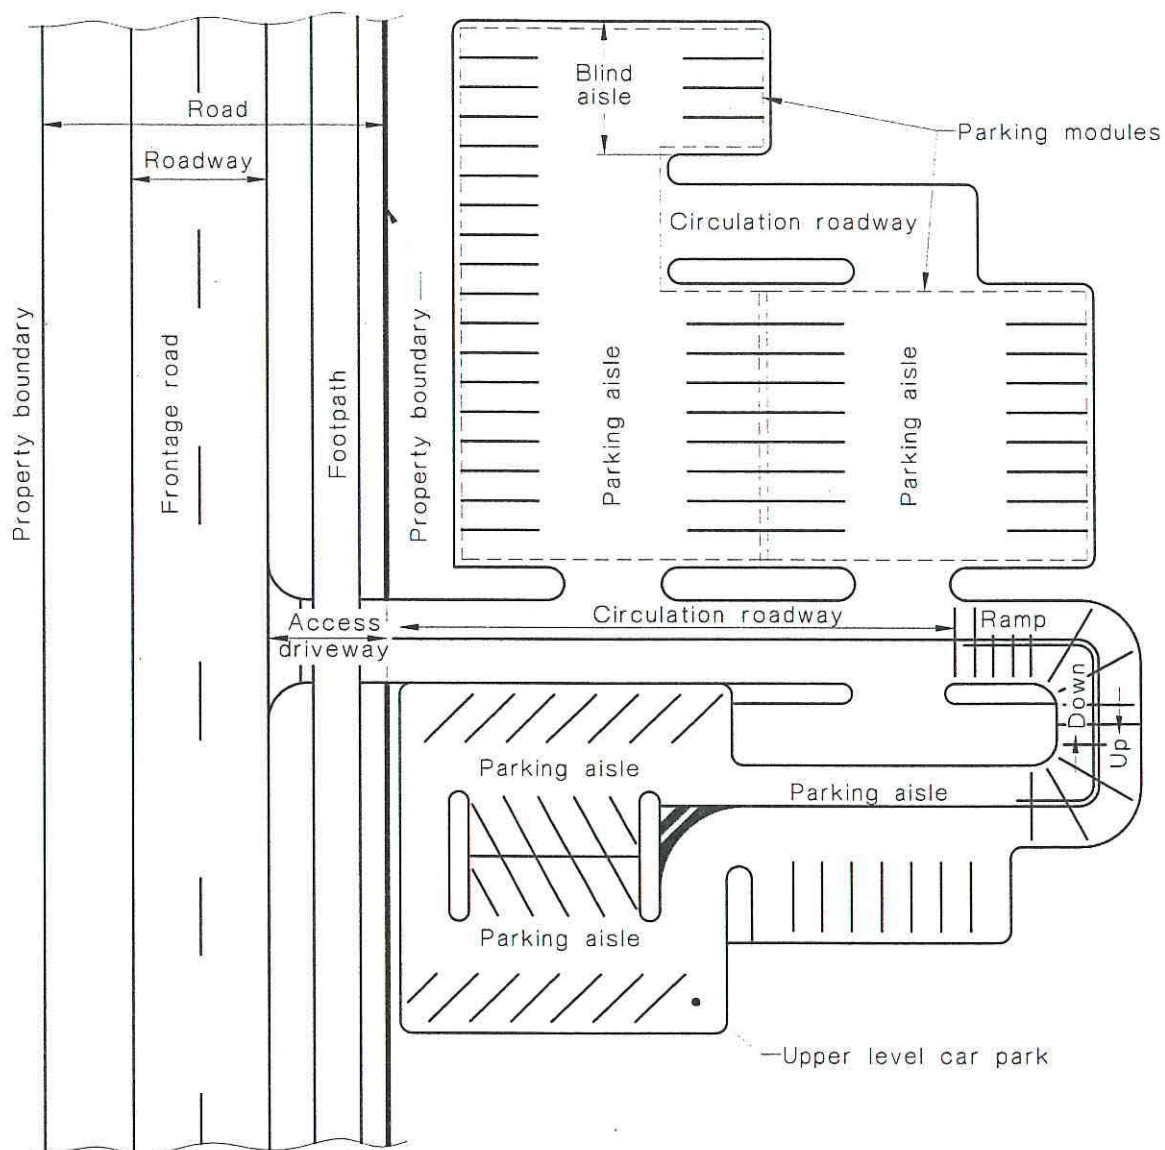 Road
Roadway
Property boundary
Frontage road
Footpath
Property boundary
Blind
aisle
Parking modules
Circulation roadway
Parking aisle
Parking aisle
Access
driveway
Circulation roadway
Ramp
Down
Up
Parking aisle
Parking aisle
Parking aisle
Upper level car park